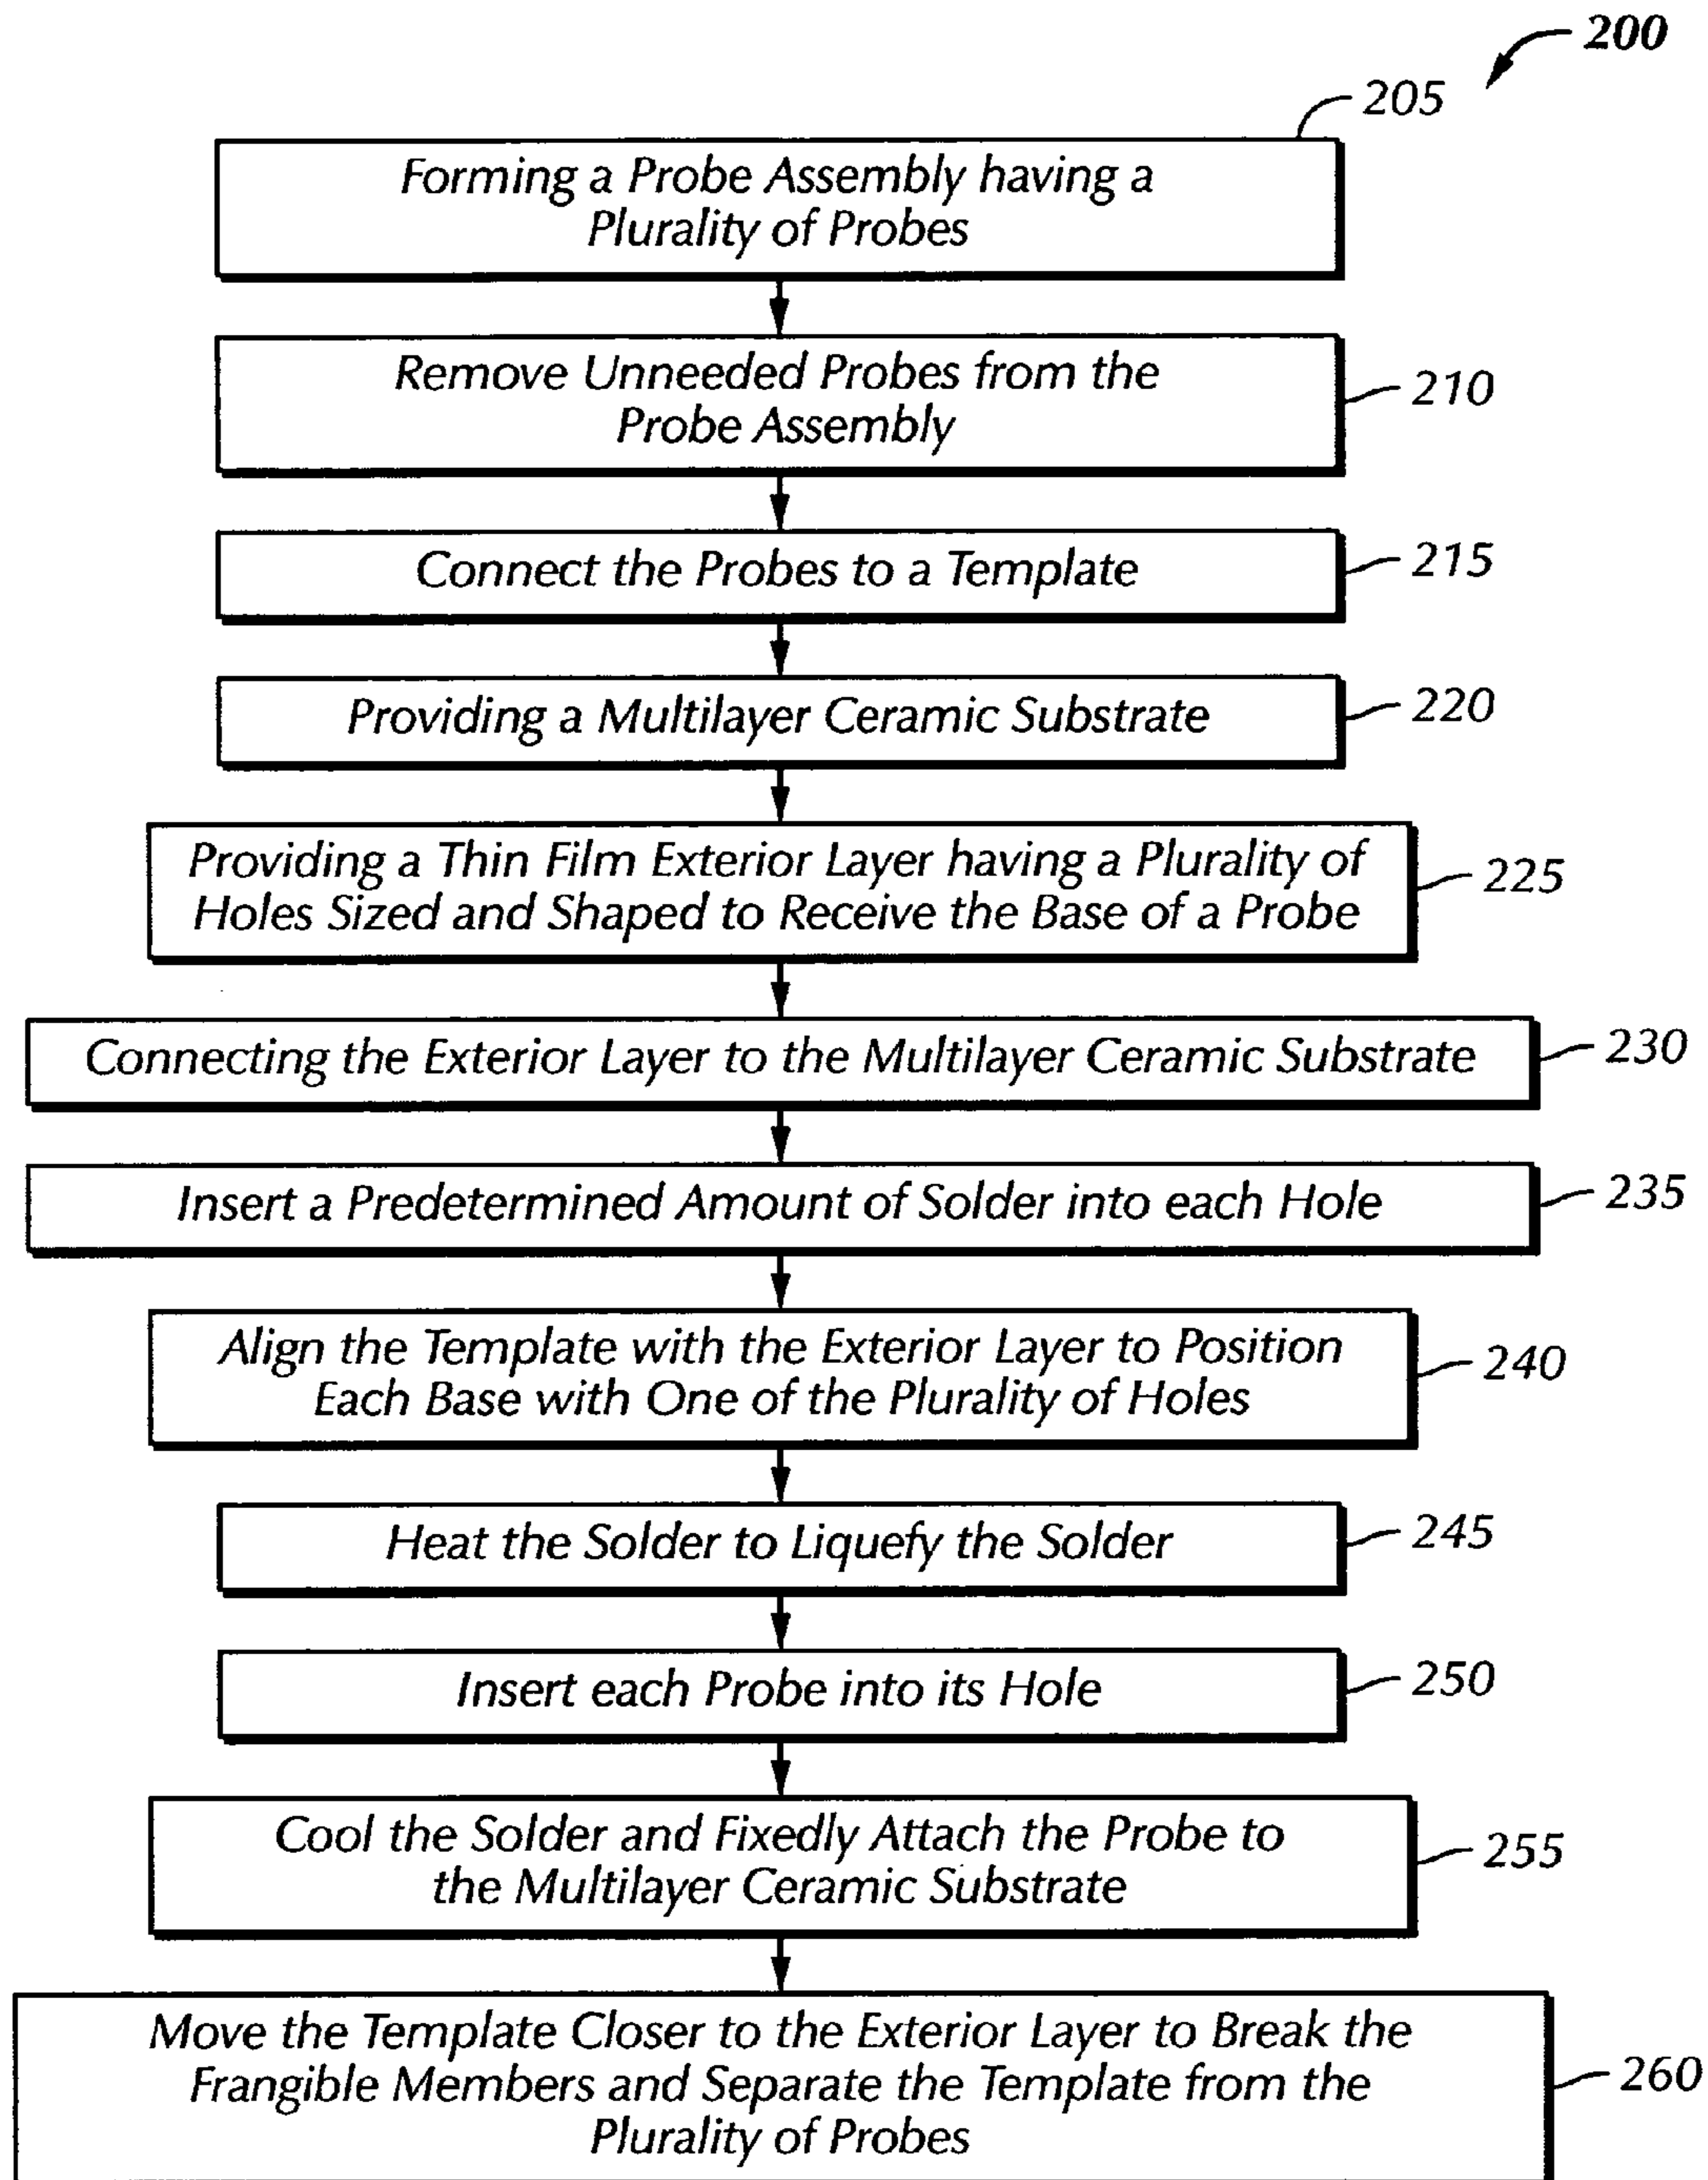 200
205
Forming a Probe Assembly having a
Plurality of Probes
Remove Unneeded Probes from the
Probe Assembly
210
Connect the Probes to a Template
215
Providing a Multilayer Ceramic Substrate
220
Providing a Thin Film Exterior Layer having a Plurality of
Holes Sized and Shaped to Receive the Base of a Probe
225
Connecting the Exterior Layer to the Multilayer Ceramic Substrate
230
Insert a Predetermined Amount of Solder into each Hole
235
Align the Template with the Exterior Layer to Position
Each Base with One of the Plurality of Holes
240
Heat the Solder to Liquefy the Solder
245
Insert each Probe into its Hole
250
Cool the Solder and Fixedly Attach the Probe to
the Multilayer Ceramic Substrate
255
Move the Template Closer to the Exterior Layer to Break the
Frangible Members and Separate the Template from the
Plurality of Probes
260